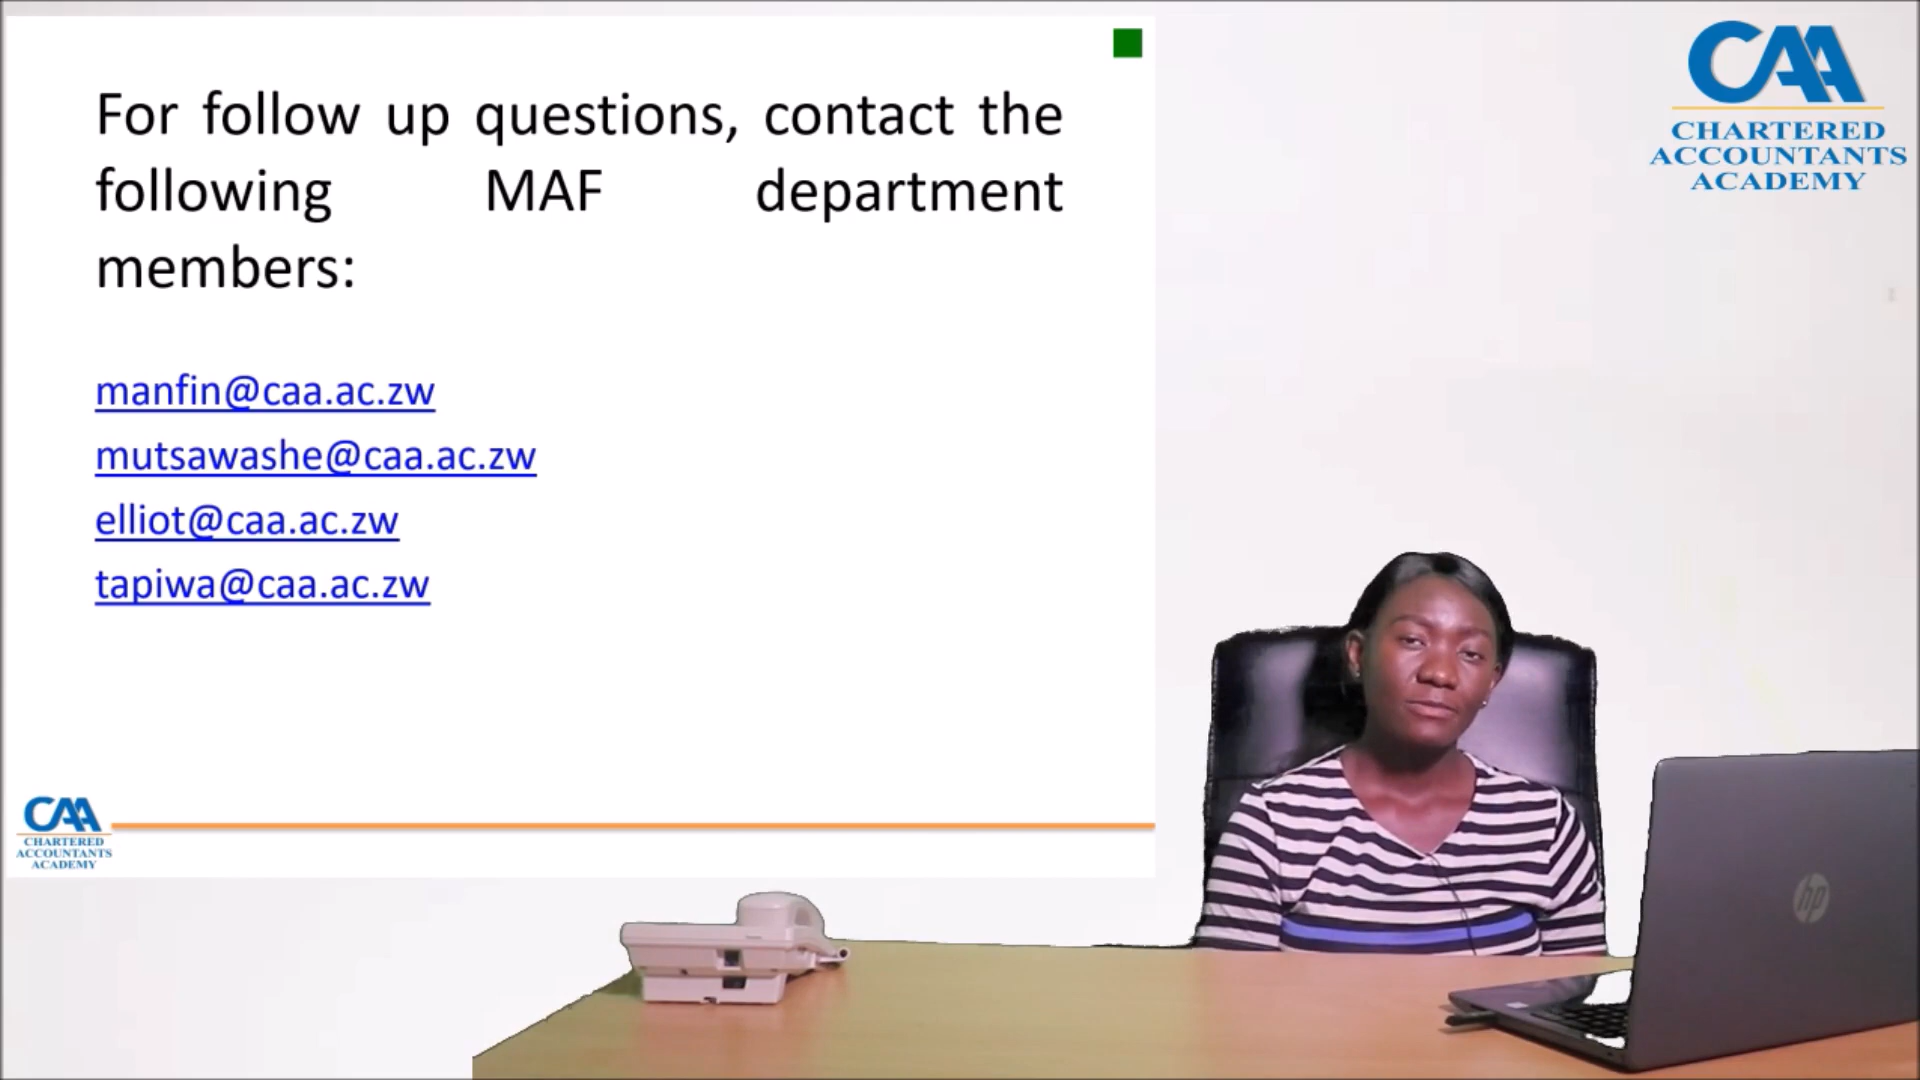 For follow up questions, contact the
following MAF department
members:
manfin@caa.ac.zw
mutsawashe@caa.ac.zw
elliot@caa.ac.zw
tapiwa@caa.ac.zw
CAA
CHARTERED
ACCOUNTANTS
ACADEMY
CAA
CHARTERED
ACCOUNTANTS
ACADEMY
hp